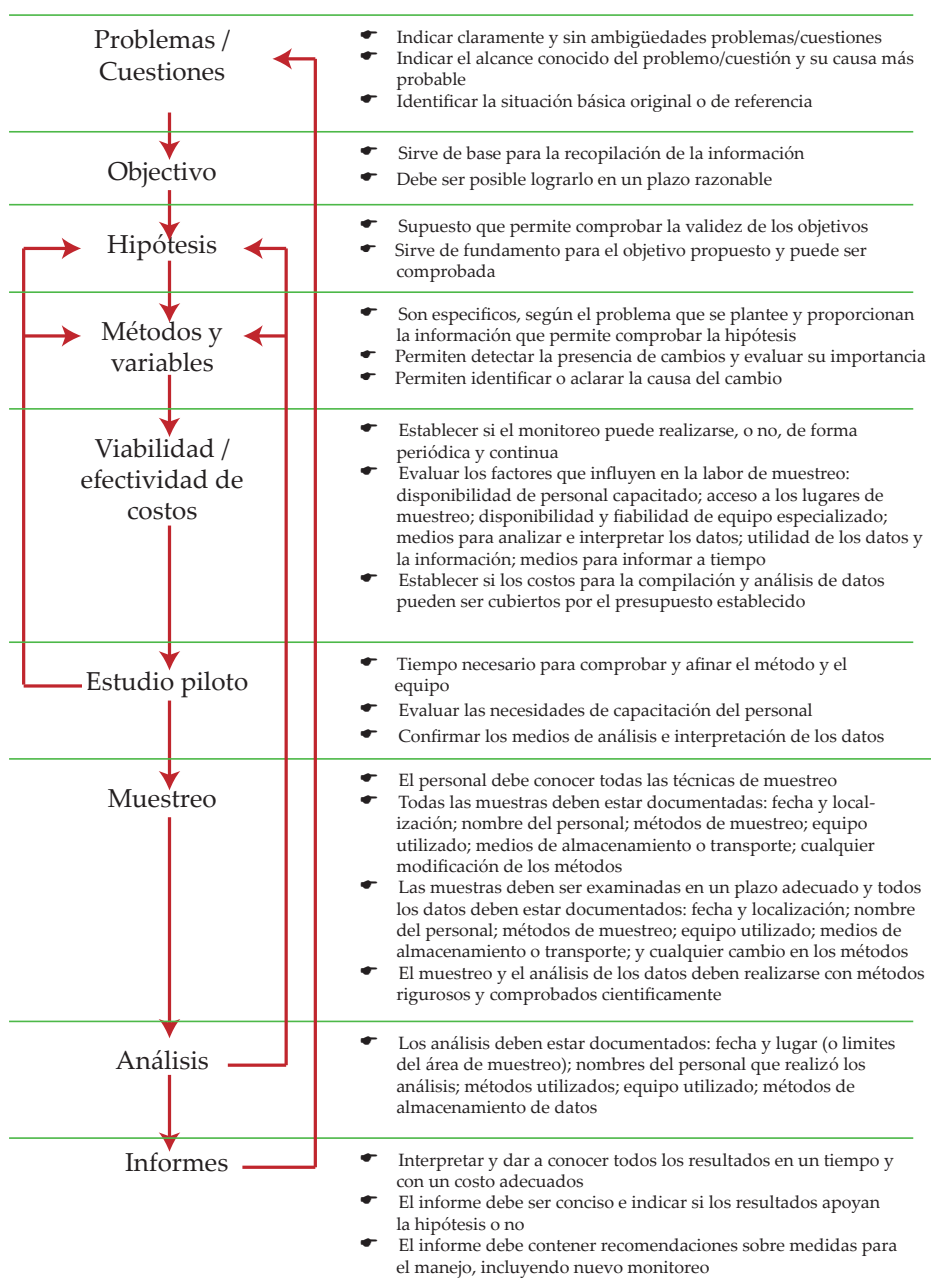 Problemas /
Cuestiones
Indicar claramente y sin ambigüedades problemas/cuestiones
Indicar el alcance conocido del problemo/cuestión y su causa más
probable
Identificar la situación básica original o de referencia
Objectivo
Sirve de base para la recopilación de la información
Debe ser posible lograrlo en un plazo razonable
Hipótesis
Supuesto que permite comprobar la validez de los objetivos
Sirve de fundamento para el objetivo propuesto y puede ser
comprobada
Métodos y
variables
Son especificos, según el problema que se plantee y proporcionan
la información que permite comprobar la hipótesis
Permiten detectar la presencia de cambios y evaluar su importancia
Permiten identificar o aclarar la causa del cambio
Viabilidad /
efectividad de
costos
Establecer si el monitoreo puede realizarse, o no, de forma
periódica y continua
Evaluar los factores que influyen en la labor de muestreo:
disponibilidad de personal capacitado; acceso a los lugares de
muestreo; disponibilidad y fiabilidad de equipo especializado;
medios para analizar e interpretar los datos; utilidad de los datos y
la información; medios para informar a tiempo
Establecer si los costos para la compilación y análisis de datos
pueden ser cubiertos por el presupuesto establecido
Estudio piloto
Tiempo necesario para comprobar y afinar el método y el
equipo
Evaluar las necesidades de capacitación del personal
Confirmar los medios de análisis e interpretación de los datos
Muestreo
El personal debe conocer todas las técnicas de muestreo
Todas las muestras deben estar documentadas: fecha y local-
ización; nombre del personal; métodos de muestreo; equipo
utilizado; medios de almacenamiento o transporte; cualquier
modificación de los métodos
Las muestras deben ser examinadas en un plazo adecuado y todos
los datos deben estar documentados: fecha y localización; nombre
del personal; métodos de muestreo; equipo utilizado; medios de
almacenamiento o transporte; y cualquier cambio en los métodos
El muestreo y el análisis de los datos deben realizarse con métodos
rigurosos y comprobados cientificamente
Análisis
Los análisis deben estar documentados: fecha y lugar (o limites
del área de muestreo); nombres del personal que realizó los
análisis; métodos utilizados; equipo utilizado; métodos de
almacenamiento de datos
Informes
Interpretar y dar a conocer todos los resultados en un tiempo y
con un costo adecuados
El informe debe ser conciso e indicar si los resultados apoyan
la hipótesis o no
El informe debe contener recomendaciones sobre medidas para
el manejo, incluyendo nuevo monitoreo